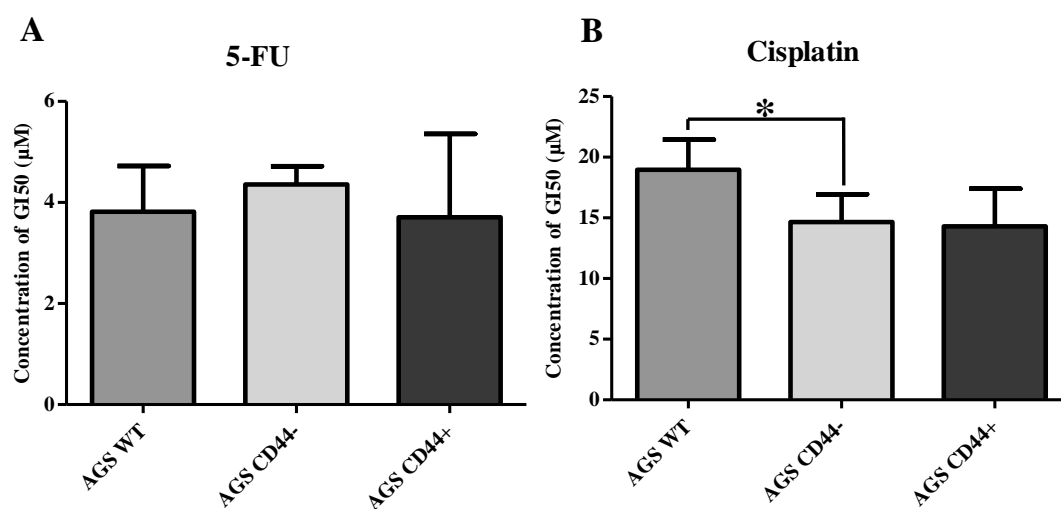 A
5-FU
Concentration of GI50 (µM)
6
4
2
0
AGS WT
AGS CD44-
AGS CD44+
B
Cisplatin
Concentration of GI50 (µM)
25
20
15
10
5
0
*
AGS WT
AGS CD44-
AGS CD44+